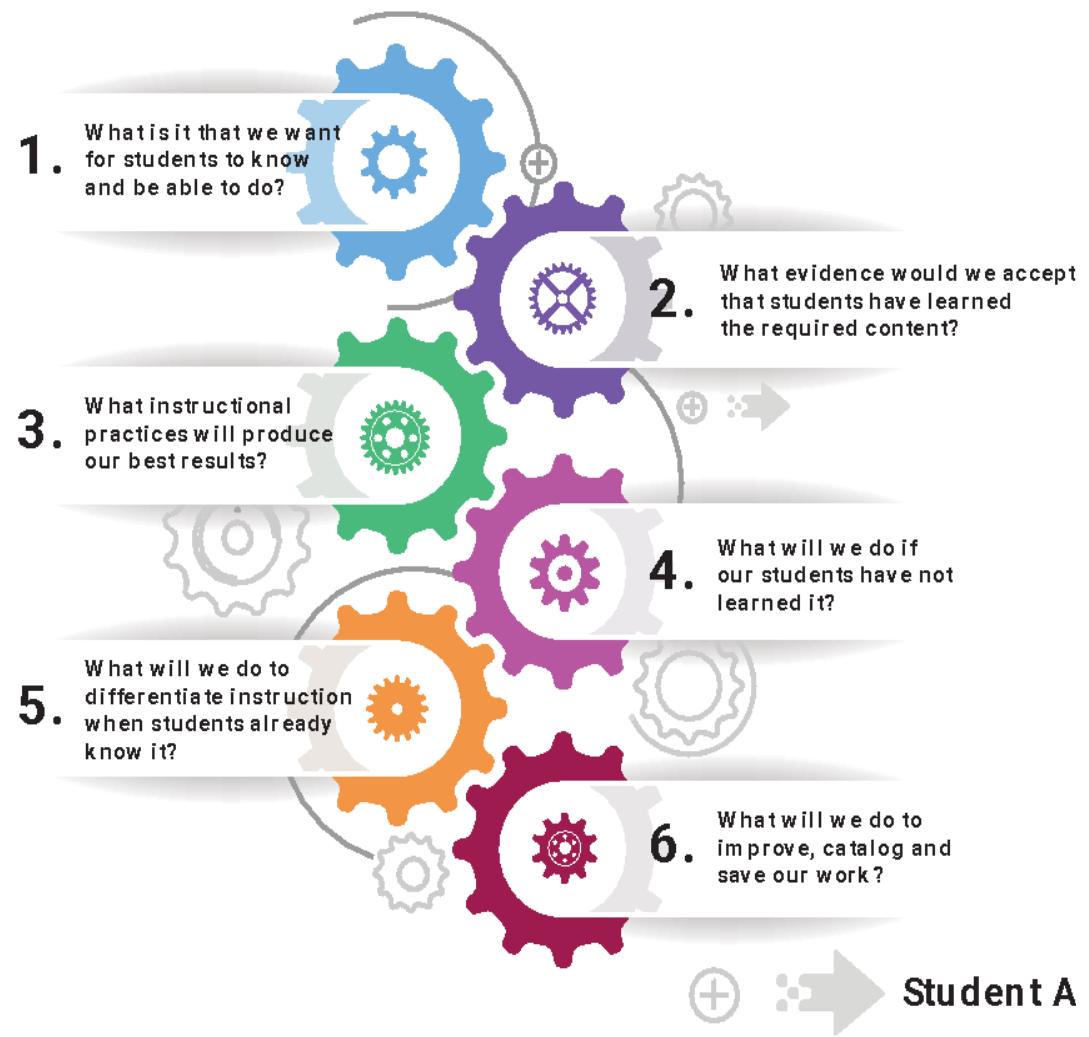 1.
What is it that we want
for students to know
and be able to do?
2.
What evidence would we accept
that students have learned
the required content?
3.
What instructional
practices will produce
our best results?
4.
What will we do if
our students have not
learned it?
5.
What will we do to
differentiate instruction
when students already
know it?
6.
What will we do to
improve, catalog and
save our work?
Student A